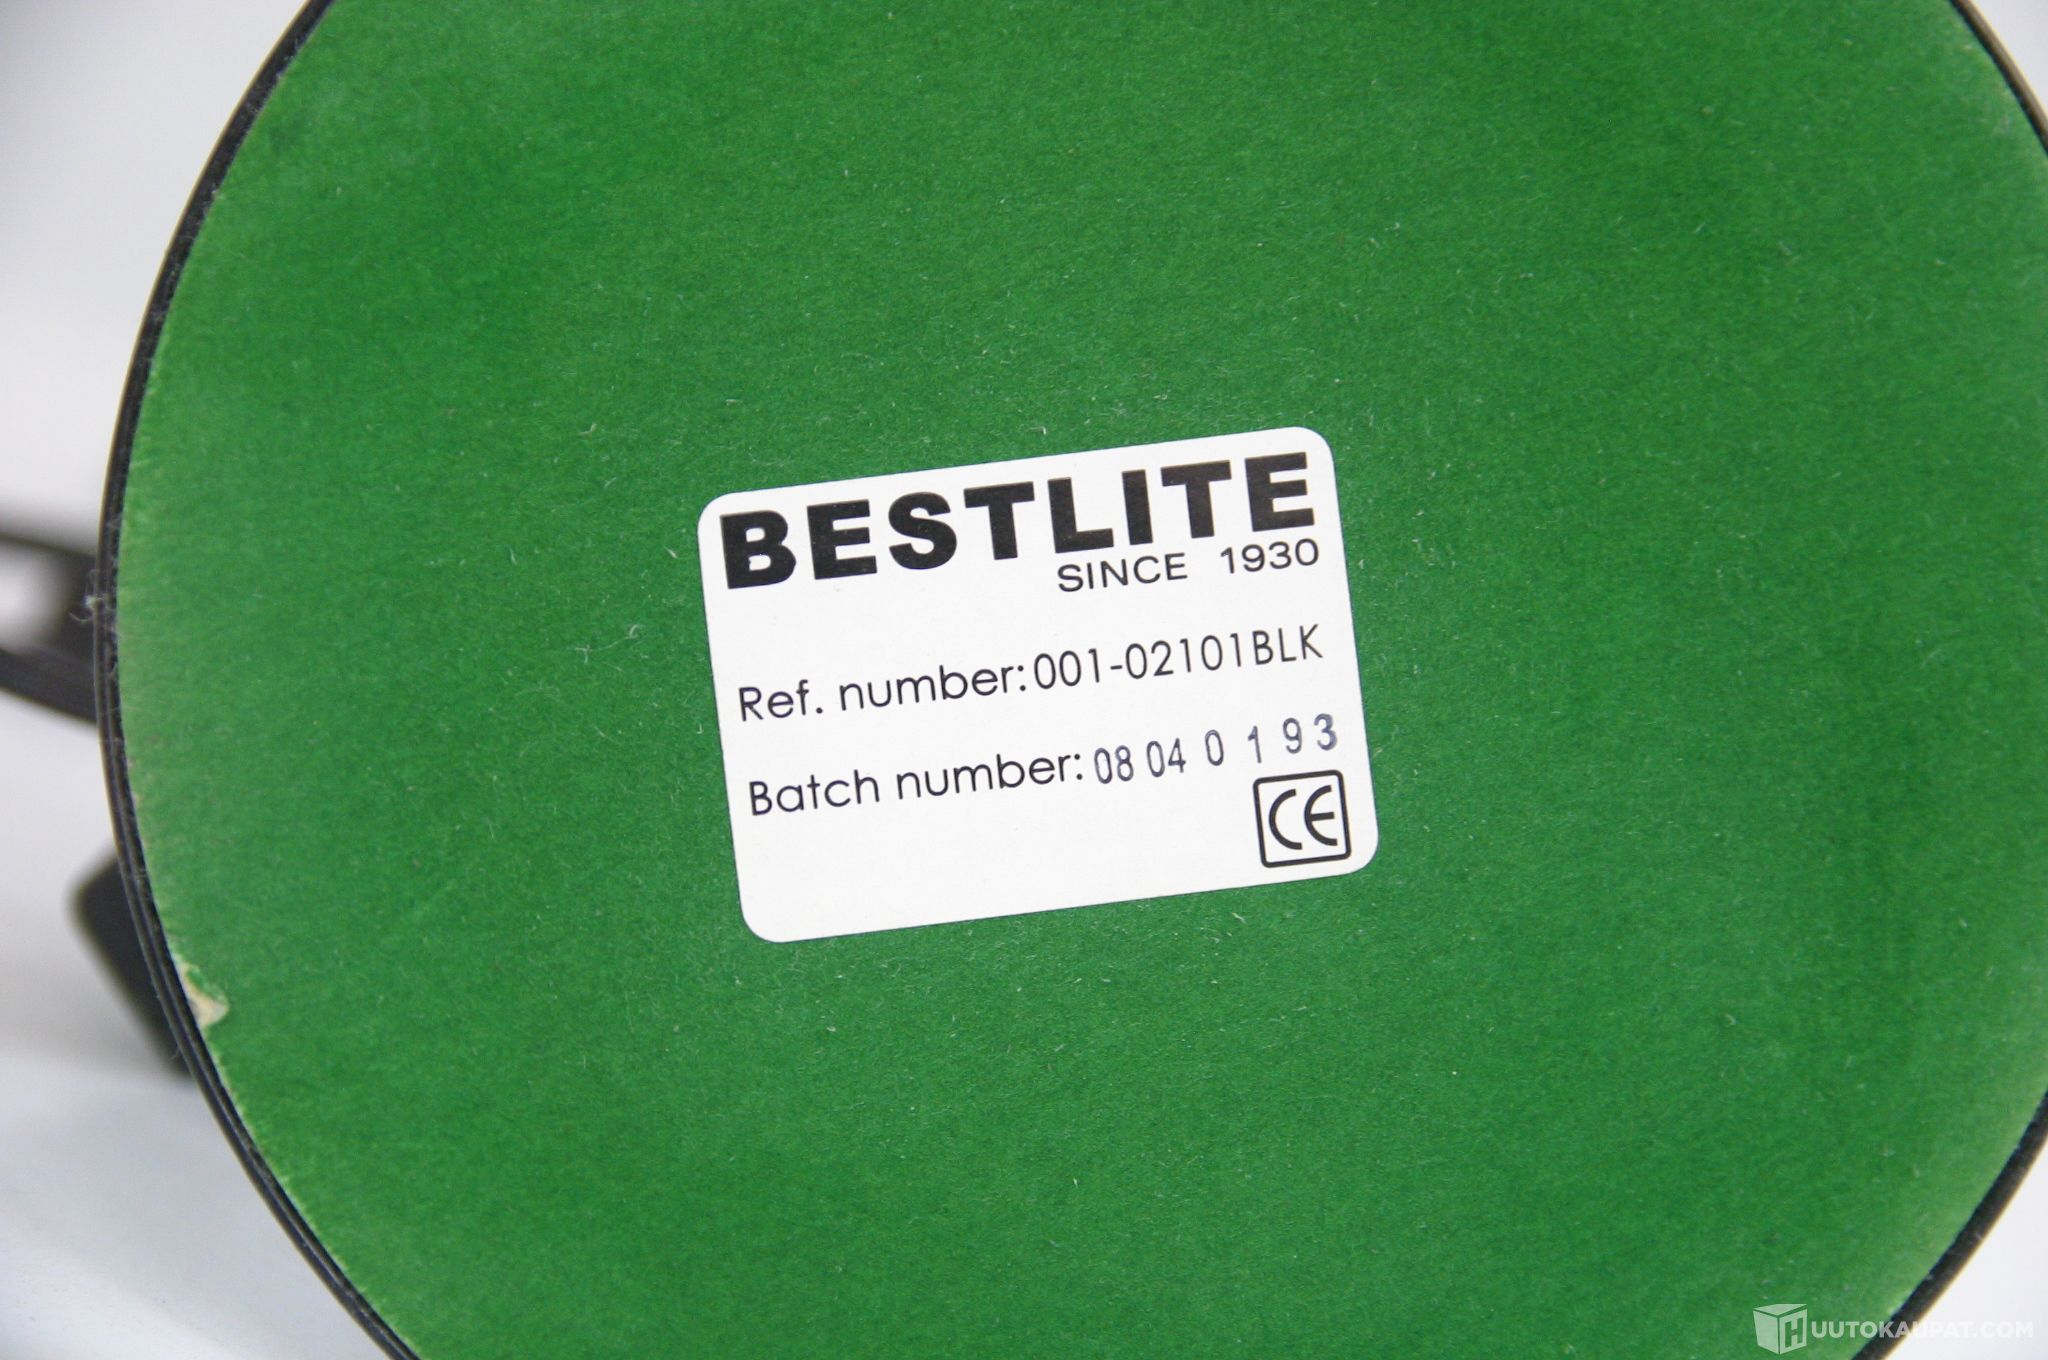 BESTLITE
SINCE 1930
Ref. number:001-02101BLK
Batch number: 08 04 0 1 9 3
CE
HUUTOKAUPAT.COM